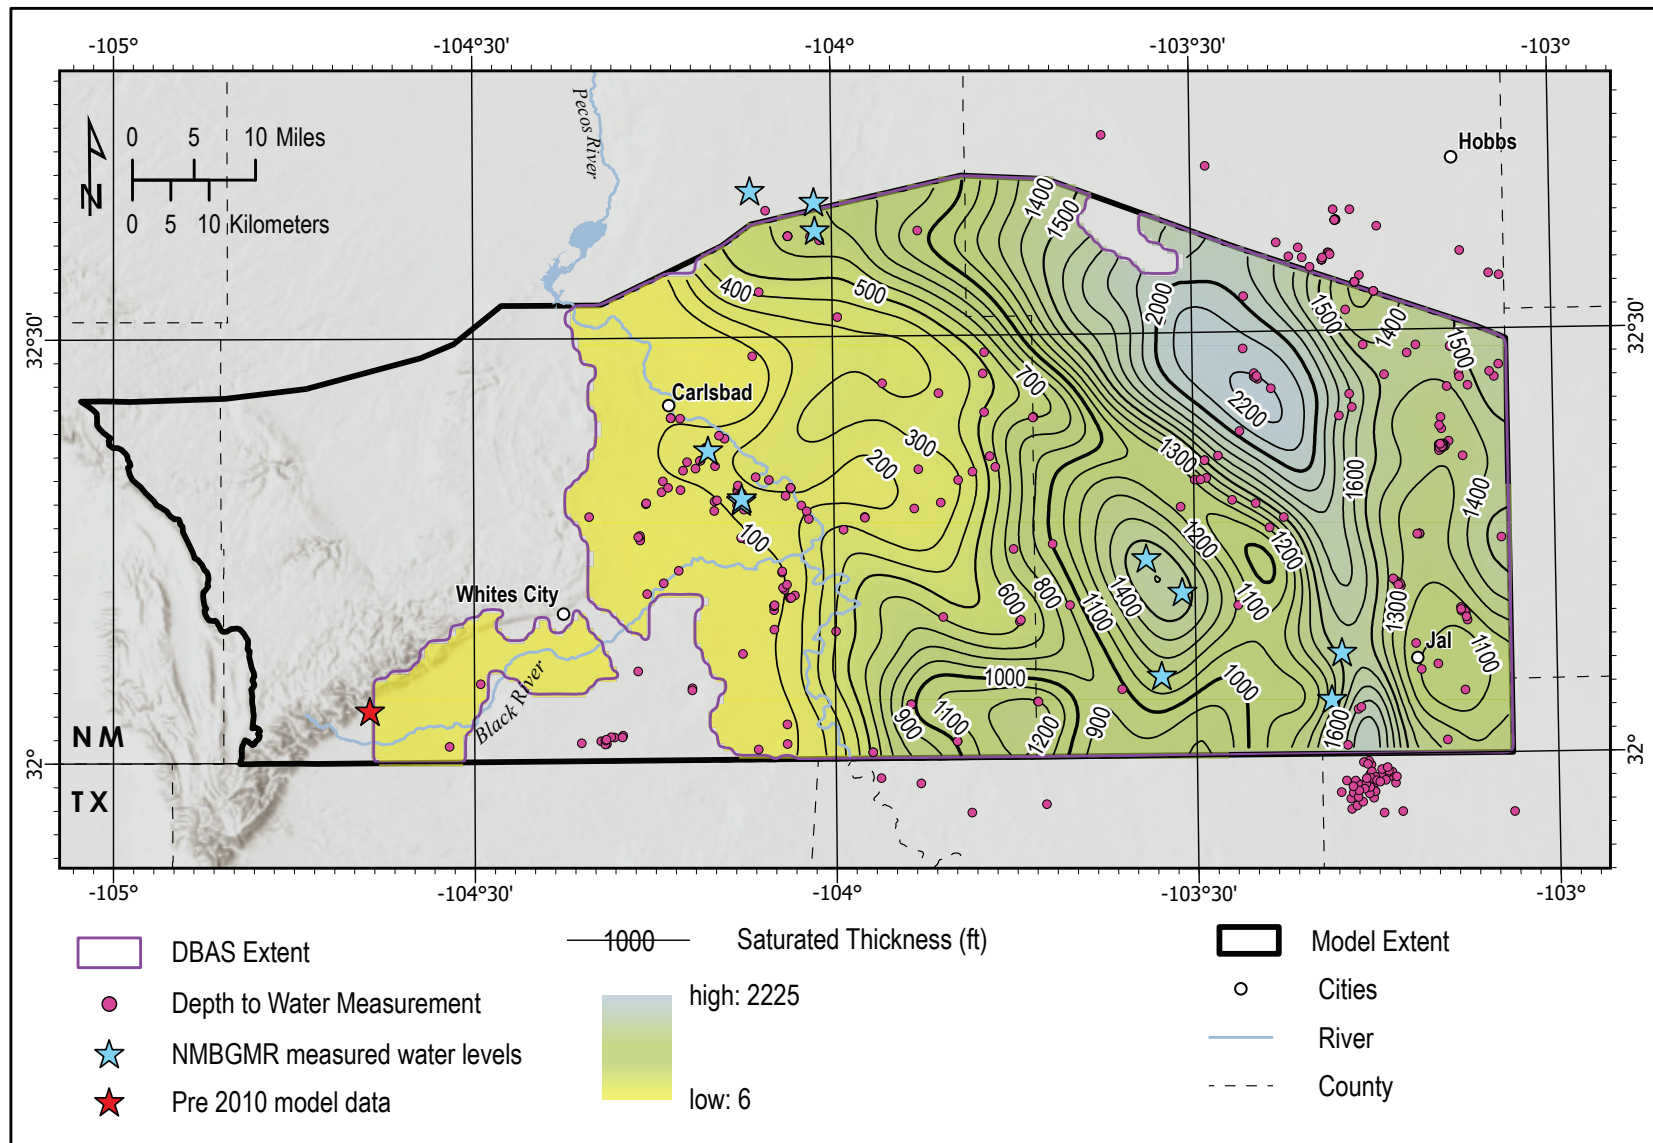 -105° -104°30' -104° -103°30' -103°
Pecos River
Hobbs
0 5 10 Miles
N
0 5 10 Kilometers
1400
1500
400
500
2000
1500
1400
1500
32°30'
32°30'
700
Carlsbad
2200
300
200
1300
1600
1400
100
1200
1200
Whites City
600
800
1100
1400
1100
1300
Jal
1100
Black River
1000
1000
900
1100
1200
900
1600
NM
32°
32°
TX
-105° -104°30' -104° -103°30' -103°
DBAS Extent
1000 Saturated Thickness (ft)
Model Extent
Depth to Water Measurement
high: 2225
Cities
NMBGMR measured water levels
River
Pre 2010 model data
low: 6
County